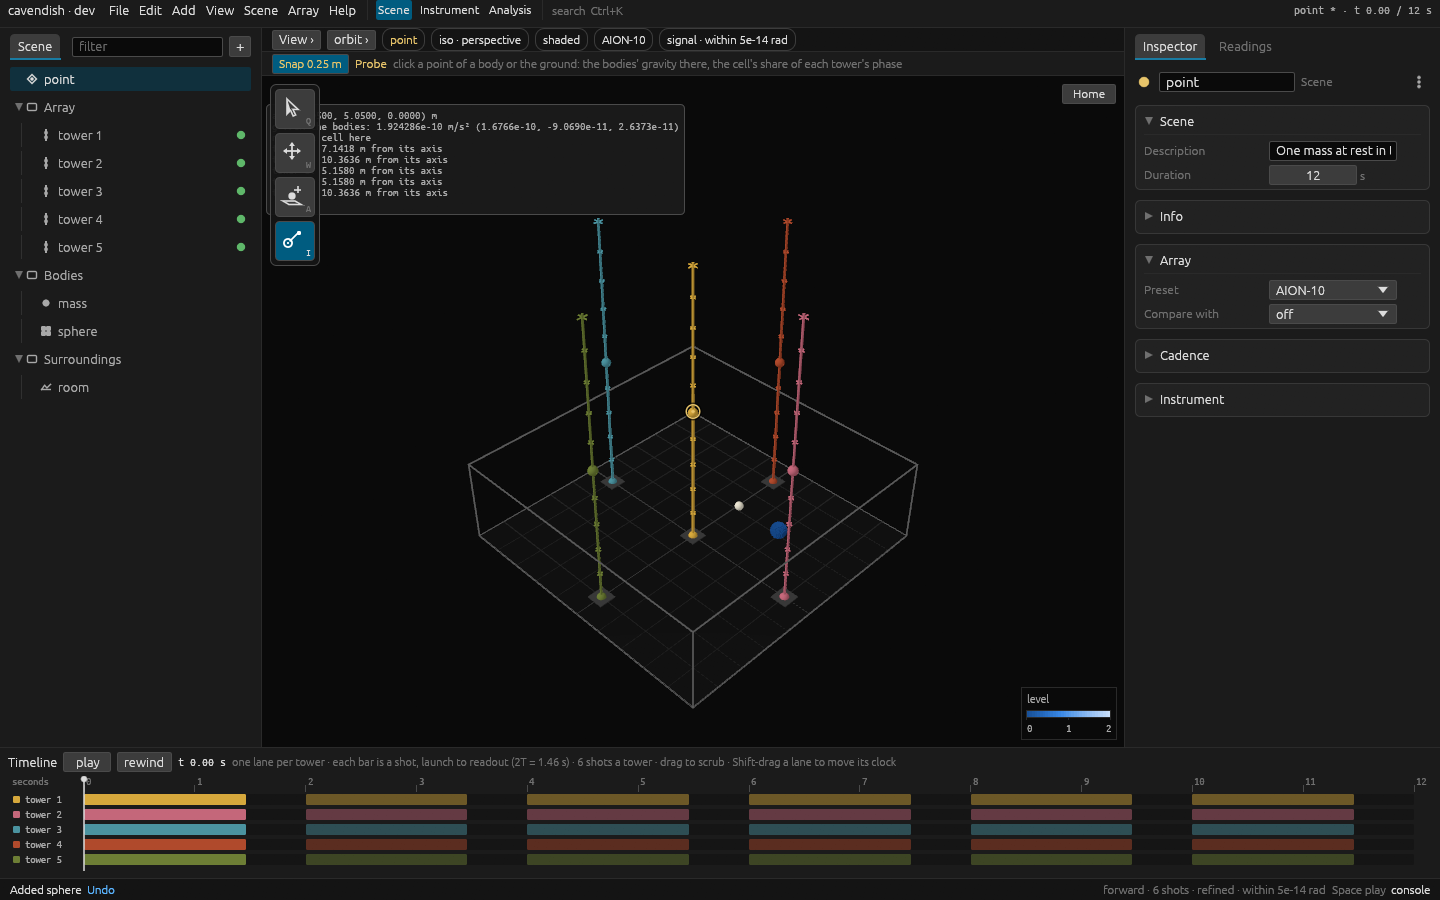 cavendish · dev File Edit Add View Scene Array Help Scene Instrument Analysis search Ctrl+K point * · t 0.00 / 12 s
Scene filter +
point
Array
tower 1
tower 2
tower 3
tower 4
tower 5
Bodies
mass
sphere
Surroundings
room
View › orbit › point iso · perspective shaded AION-10 signal · within 5e-14 rad
Snap 0.25 m Probe click a point of a body or the ground: the bodies' gravity there, the cell's share of each tower's phase
Home
Q
W
A
I
5.0500, 0.0000) m
bodies: 1.924286e-10 m/s² (1.6766e-10, -9.0690e-11, 2.6373e-11)
cell here
7.1418 m from its axis
10.3636 m from its axis
5.1580 m from its axis
5.1580 m from its axis
10.3636 m from its axis
level
0 1 2
Inspector Readings
point Scene
Scene
Description One mass at rest in
Duration 12 s
Info
Array
Preset AION-10
Compare with off
Cadence
Instrument
Timeline play rewind t 0.00 s one lane per tower · each bar is a shot, launch to readout (2T = 1.46 s) · 6 shots a tower · drag to scrub · Shift-drag a lane to move its clock
seconds 0 1 2 3 4 5 6 7 8 9 10 11 12
tower 1
tower 2
tower 3
tower 4
tower 5
Added sphere Undo forward · 6 shots · refined · within 5e-14 rad Space play console